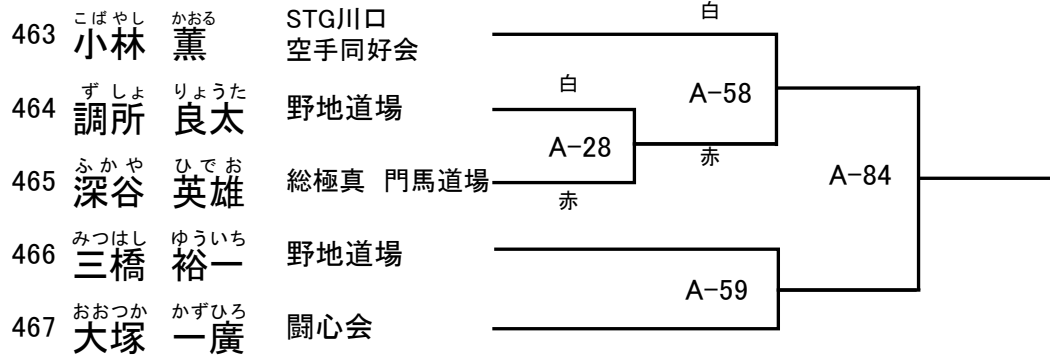 白
こばやし かおる
463 小林 薫 STG川口
空手同好会
A-58
ずしょ りょうた
464 調所 良太 野地道場
白
A-28
赤
A-84
ふかや ひでお
465 深谷 英雄 総極真 門馬道場
赤
みつはし ゆういち
466 三橋 裕一 野地道場
A-59
おおつか かずひろ
467 大塚 一廣 闘心会